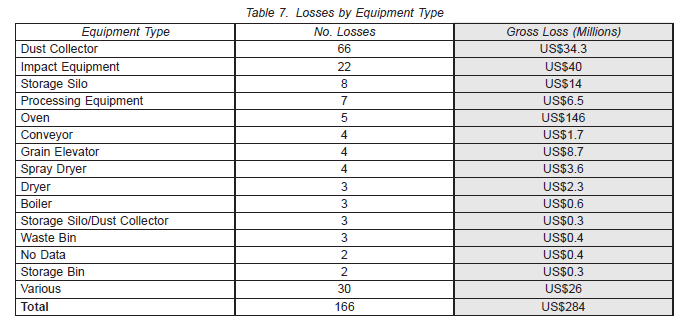 Table 7. Losses by Equipment Type
Equipment Type No. Losses Gross Loss (Millions)
Dust Collector 66 US$34.3
Impact Equipment 22 US$40
Storage Silo 8 US$14
Processing Equipment 7 US$6.5
Oven 5 US$146
Conveyor 4 US$1.7
Grain Elevator 4 US$8.7
Spray Dryer 4 US$3.6
Dryer 3 US$2.3
Boiler 3 US$0.6
Storage Silo/Dust Collector 3 US$0.3
Waste Bin 3 US$0.4
No Data 2 US$0.4
Storage Bin 2 US$0.3
Various 30 US$26
Total 166 US$284